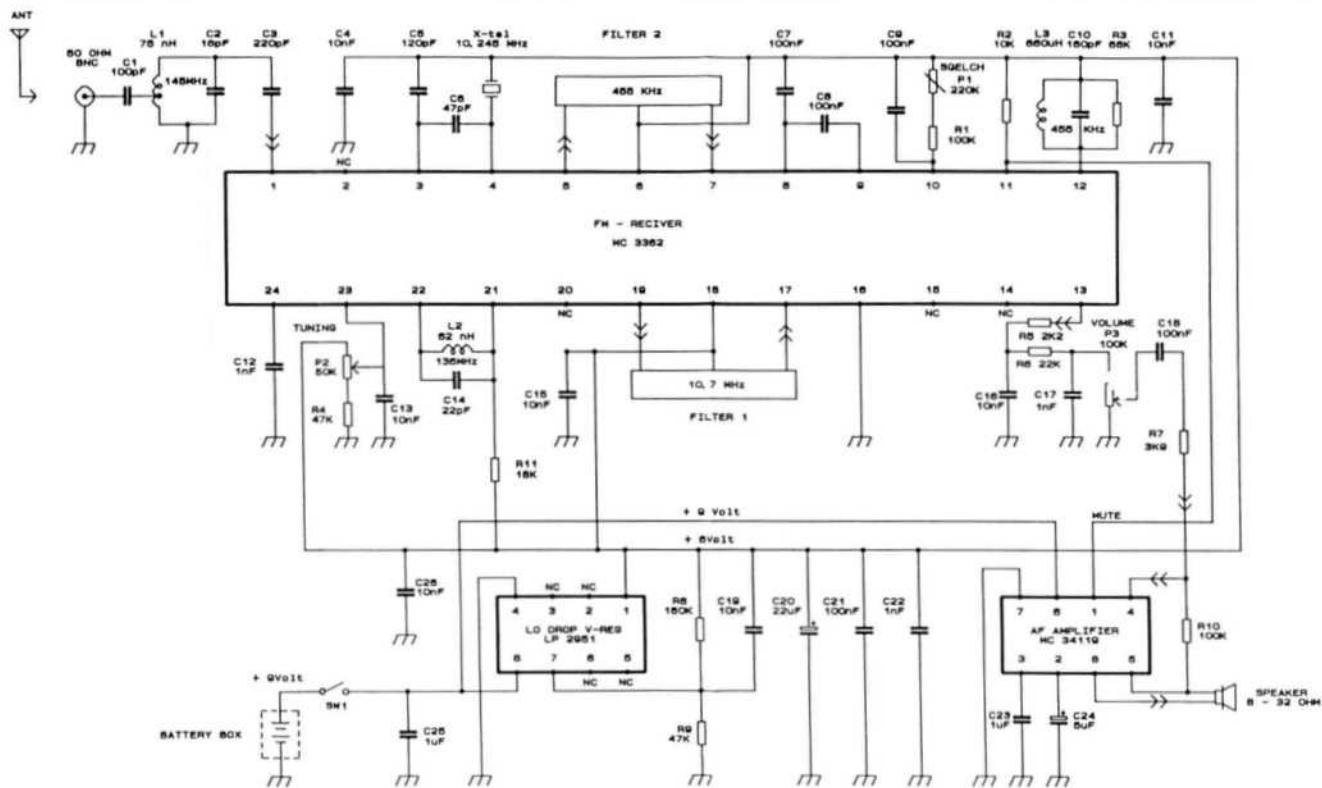 ANT
50 OHM
BNC
C1
100pF
L1
75 nH
145MHz
C2
15pF
C3
220pF
C4
10nF
C5
120pF
X-tal
10,245 MHz
C6
47pF
FILTER 2
455 KHz
C7
100nF
C8
100nF
C9
100nF
SQELCH
P1
220K
R1
100K
R2
10K
L3
680uH
C10
180pF
R3
68K
455 KHz
C11
10nF
NC
1 2 3 4 5 6 7 8 9 10 11 12
FM - RECIVER
MC 3362
24 23 22 21 20 19 18 17 16 15 14 13
NC NC NC
C12
1nF
TUNING
P2
50K
R4
47K
C13
10nF
L2
62 nH
135MHz
C14
22pF
R11
18K
C15
10nF
10,7 MHz
FILTER 1
R5 2K2
R6 22K
C16
10nF
C17
1nF
VOLUME
P3
100K
C18
100nF
R7
3K9
+ 9 Volt
MUTE
+ 5Volt
C26
10nF
NC NC
4 3 2 1
LO DROP V-REG
LP 2951
8 7 6 5
NC NC
R8
150K
C19
10nF
C20
22uF
C21
100nF
C22
1nF
R9
47K
7 6 1 4
AF AMPLIFIER
MC 34119
3 2 8 5
R10
100K
C23
1uF
C24
5uF
SPEAKER
8 - 32 OHM
+ 9Volt
SW1
C25
1uF
BATTERY BOX